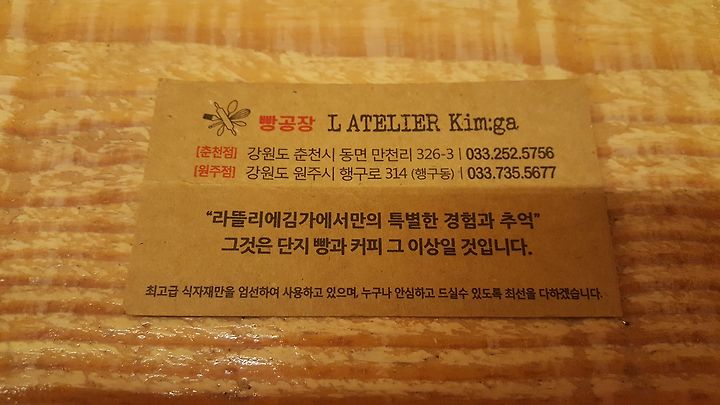 빵공장 L ATELIER Kim:ga
[춘천점] 강원도 춘천시 동면 만천리 326-3 | 033.252.5756
[원주점] 강원도 원주시 행구로 314 (행구동) | 033.735.5677
“라뜰리에김가에서만의 특별한 경험과 추억”
그것은 단지 빵과 커피 그 이상일 것입니다.
최고급 식자재만을 엄선하여 사용하고 있으며, 누구나 안심하고 드실수 있도록 최선을 다하겠습니다.